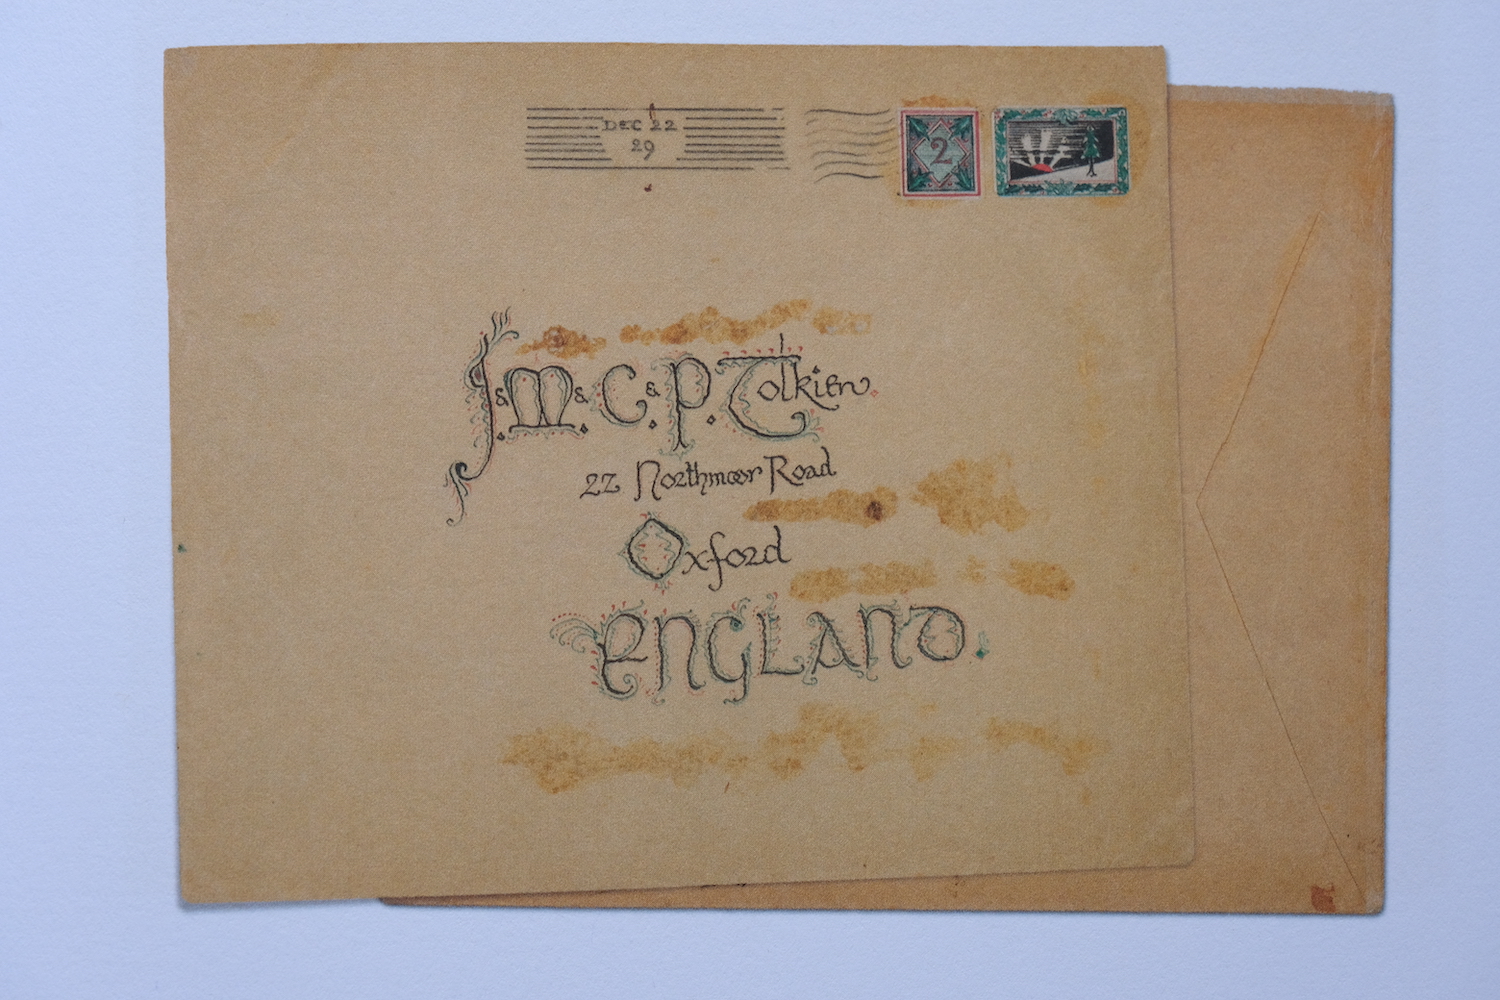 DEC 22
29
2
J. & M. & C. & P. Tolkien.
22 Northmoor Road
Oxford
ENGLAND.